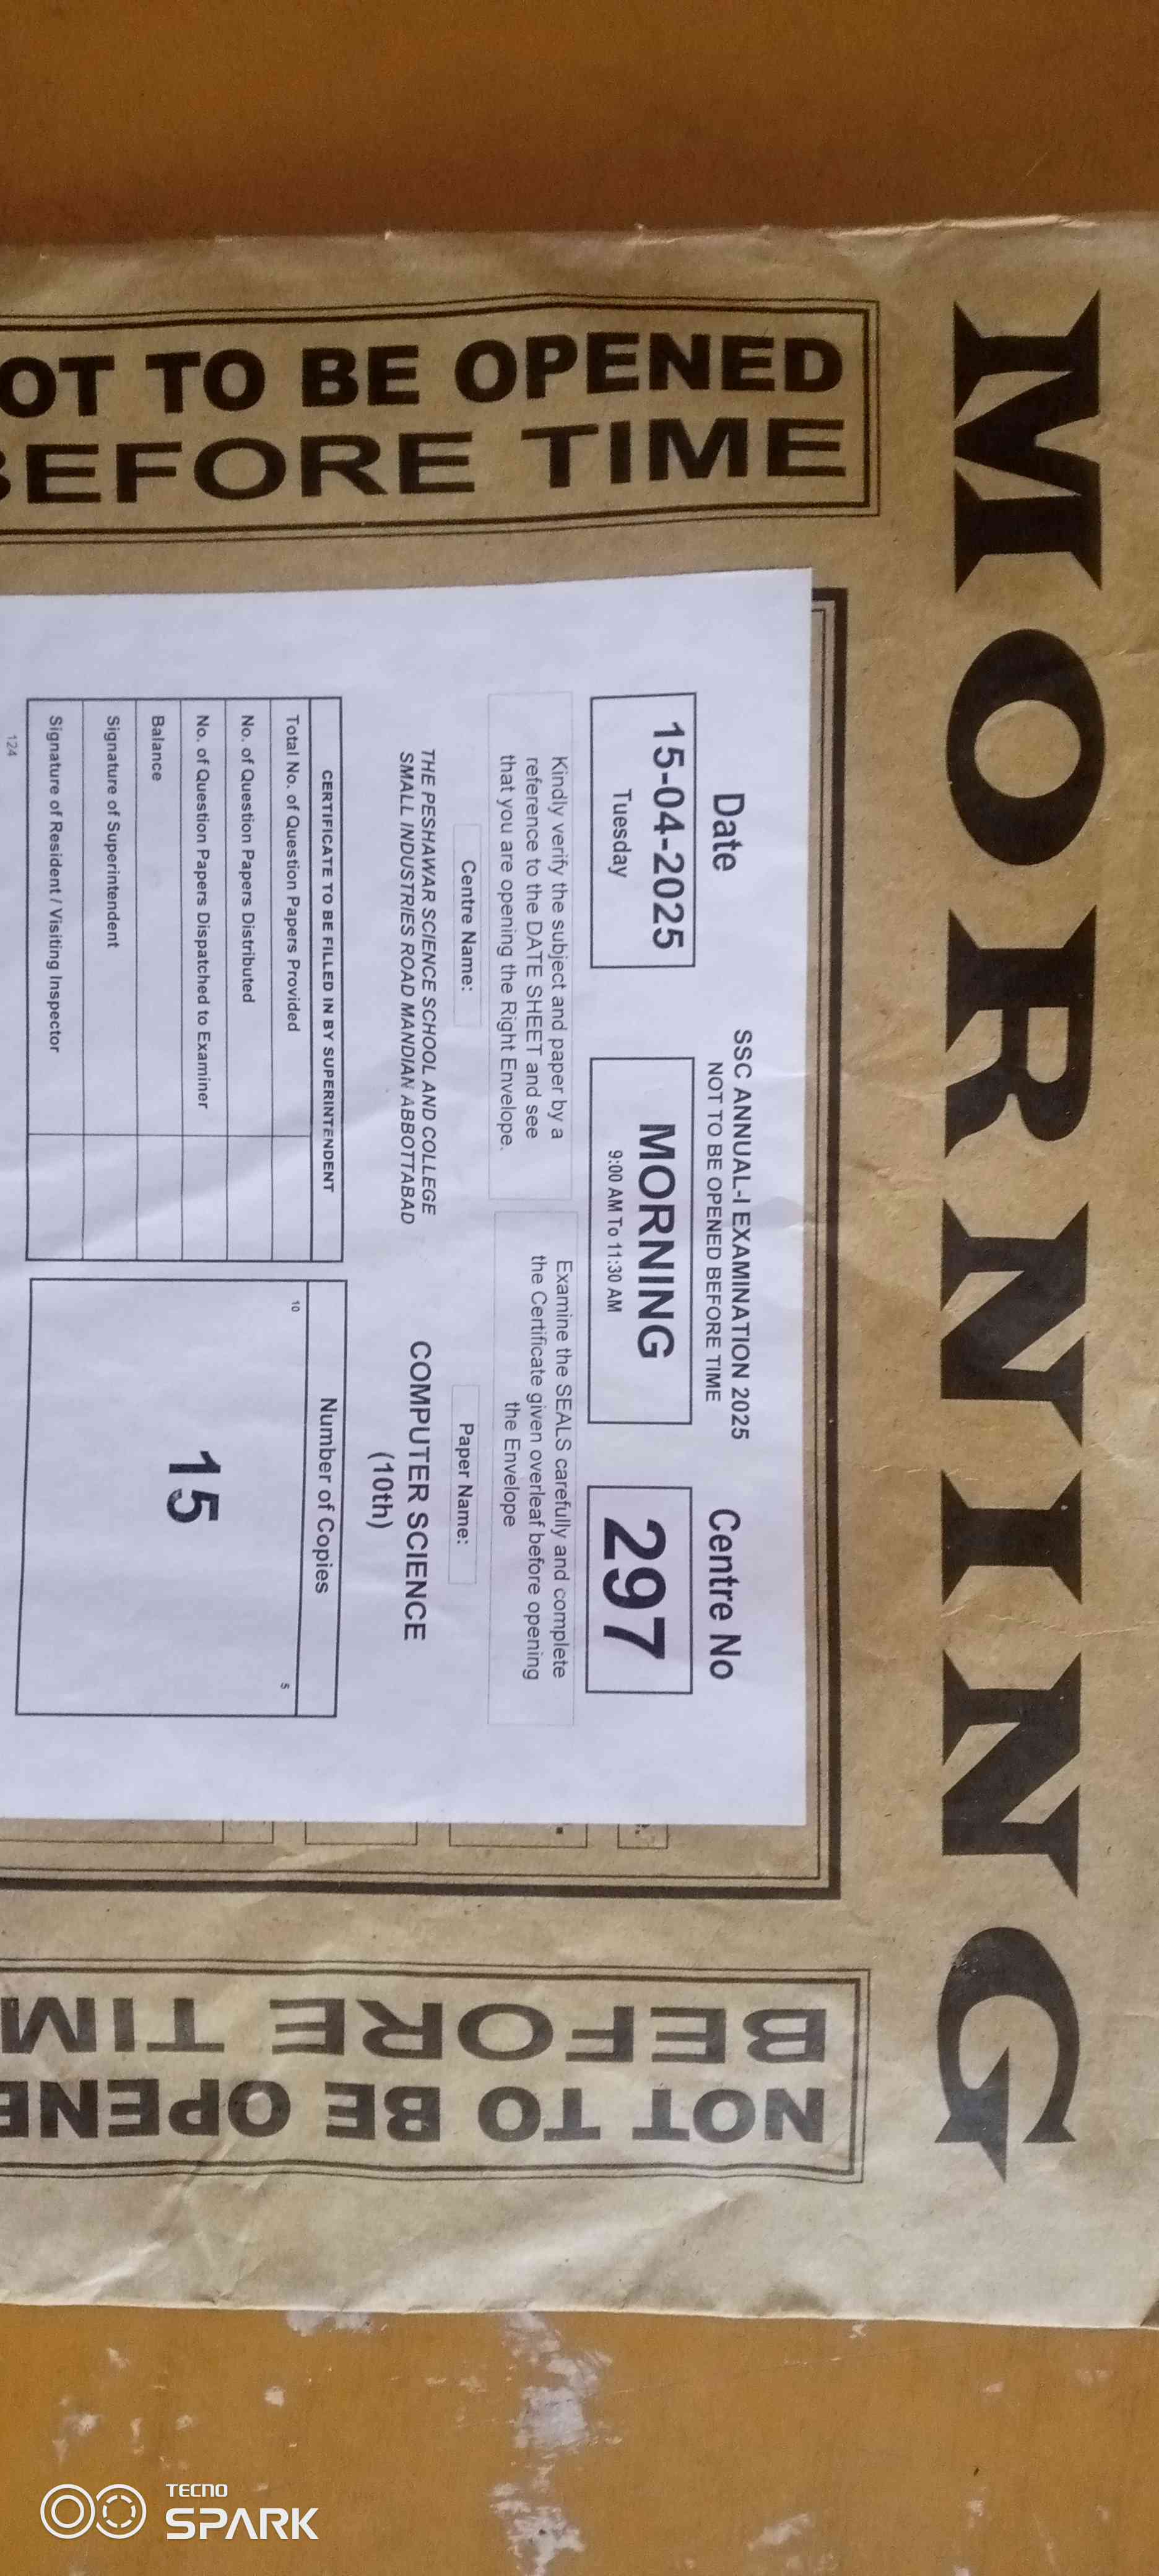 MORNING
OT TO BE OPENED
BEFORE TIME
SSC ANNUAL-I EXAMINATION 2025
NOT TO BE OPENED BEFORE TIME
Date
15-04-2025
Tuesday
MORNING
9:00 AM To 11:30 AM
Centre No
297
Kindly verify the subject and paper by a
reference to the DATE SHEET and see
that you are opening the Right Envelope.
Examine the SEALS carefully and complete
the Certificate given overleaf before opening
the Envelope
Centre Name:
THE PESHAWAR SCIENCE SCHOOL AND COLLEGE
SMALL INDUSTRIES ROAD MANDIAN ABBOTTABAD
Paper Name:
COMPUTER SCIENCE
(10th)
CERTIFICATE TO BE FILLED IN BY SUPERINTENDENT
Total No. of Question Papers Provided
No. of Question Papers Distributed
No. of Question Papers Dispatched to Examiner
Balance
Signature of Superintendent
Signature of Resident / Visiting Inspector
124
Number of Copies
10
5
15
NOT TO BE OPENE
BEFORE TIM
TECNO
SPARK